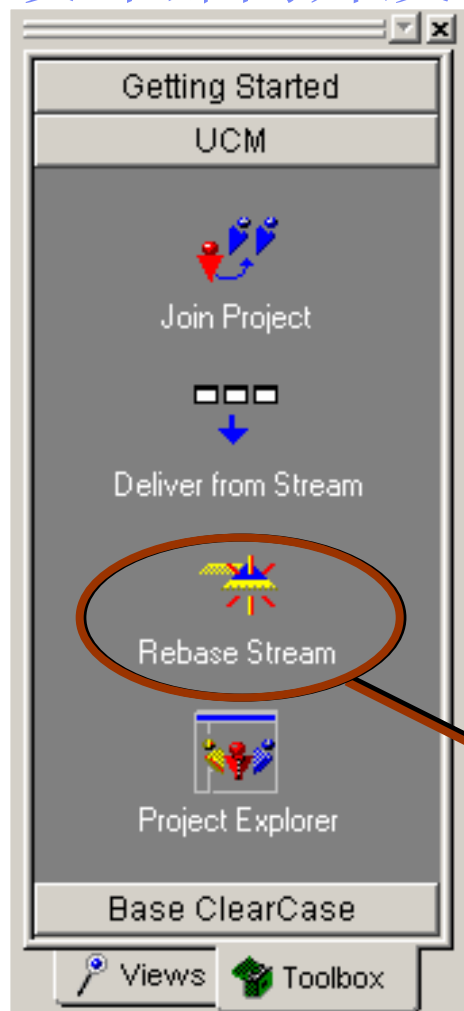 Getting Started
UCM
Join Project
Deliver from Stream
Rebase Stream
Project Explorer
Base ClearCase
Views
Toolbox